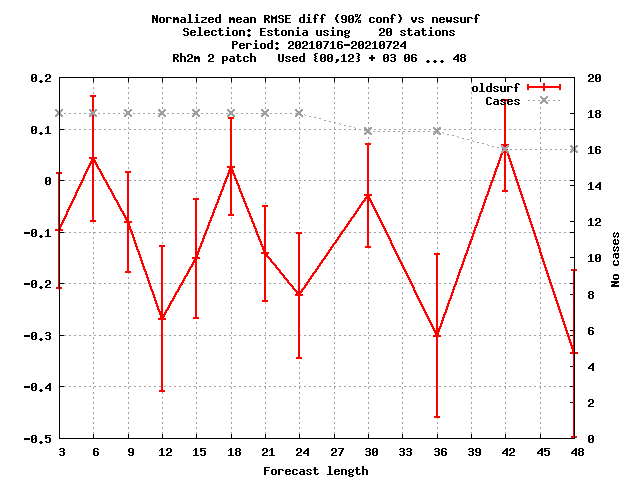 Normalized mean RMSE diff (90% conf) vs newsurf
Selection: Estonia using    20 stations
Period: 20210716-20210724
Rh2m 2 patch   Used {00,12} + 03 06 ... 48
oldsurf
Cases
0.2
0.1
0
-0.1
-0.2
-0.3
-0.4
-0.5
20
18
16
14
12
10
8
6
4
2
0
No cases
3 6 9 12 15 18 21 24 27 30 33 36 39 42 45 48
Forecast length